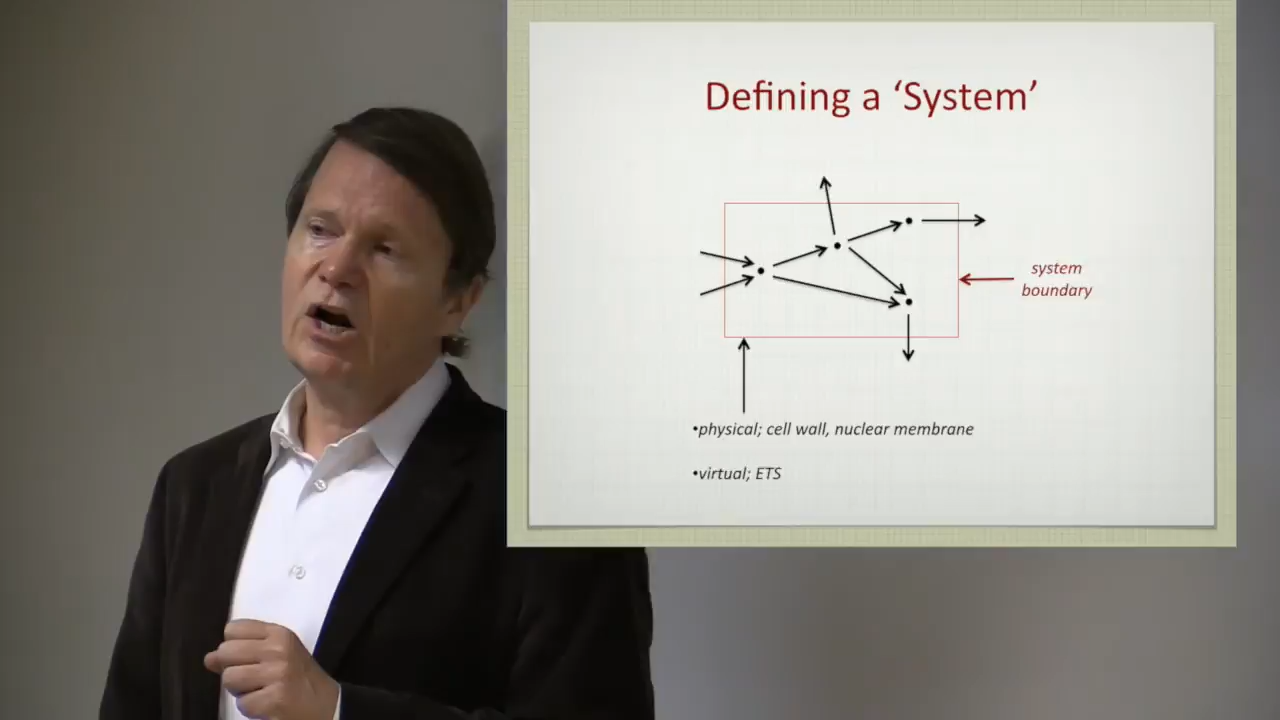 Defining a ‘System’
system
boundary
•physical; cell wall, nuclear membrane
•virtual; ETS